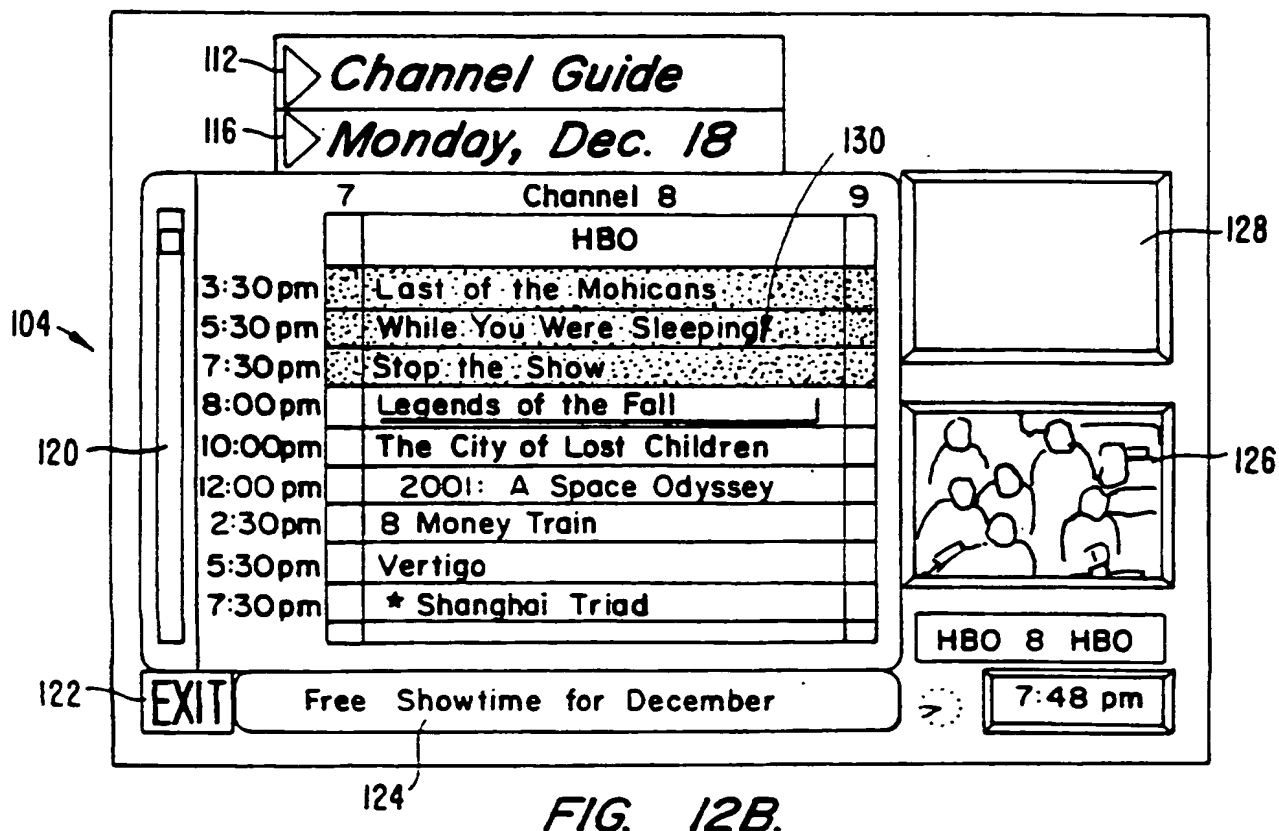 112
Channel Guide
116
Monday, Dec. 18
130
7 Channel 8 9
HBO
128
3:30pm Last of the Mohicans
104
5:30pm While You Were Sleeping
7:30pm Stop the Show
8:00pm Legends of the Fall
120
10:00pm The City of Lost Children
126
12:00 pm 2001: A Space Odyssey
2:30pm 8 Money Train
5:30pm Vertigo
7:30pm * Shanghai Triad
HBO 8 HBO
122
EXIT Free Showtime for December
7:48 pm
124
FIG. 12B.